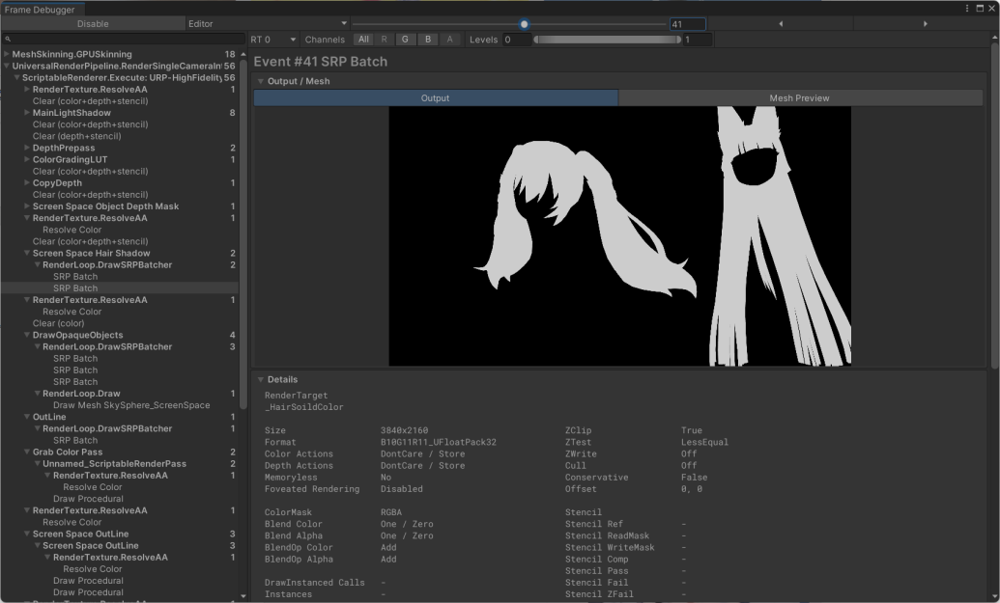 Frame Debugger
Disable
Editor
41
RT 0
Channels
All
R
G
B
A
Levels
0
1
MeshSkinning.GPUSkinning 18
UniversalRenderPipeline.RenderSingleCameraInt 56
ScriptableRenderer.Execute: URP-HighFidelity 56
RenderTexture.ResolveAA 1
Clear (color+depth+stencil)
MainLightShadow 8
Clear (color+depth+stencil)
Clear (depth+stencil)
DepthPrepass 2
ColorGradingLUT 1
Clear (color+depth+stencil)
CopyDepth 1
Clear (color+depth+stencil)
Screen Space Object Depth Mask 1
RenderTexture.ResolveAA 1
Resolve Color
Clear (color+depth+stencil)
Screen Space Hair Shadow 2
RenderLoop.DrawSRPBatcher 2
SRP Batch
SRP Batch
RenderTexture.ResolveAA 1
Resolve Color
Clear (color)
DrawOpaqueObjects 4
RenderLoop.DrawSRPBatcher 3
SRP Batch
SRP Batch
SRP Batch
RenderLoop.Draw 1
Draw Mesh SkySphere_ScreenSpace
OutLine 1
RenderLoop.DrawSRPBatcher 1
SRP Batch
Grab Color Pass 2
Unnamed_ScriptableRenderPass 2
RenderTexture.ResolveAA 1
Resolve Color
Draw Procedural
RenderTexture.ResolveAA 1
Resolve Color
Screen Space OutLine 3
Screen Space OutLine 3
RenderTexture.ResolveAA 1
Resolve Color
Draw Procedural
Draw Procedural
Event #41 SRP Batch
Output / Mesh
Output
Mesh Preview
Details
RenderTarget
_HairSoildColor
Size 3840x2160 ZClip True
Format B10G11R11_UFloatPack32 ZTest LessEqual
Color Actions DontCare / Store ZWrite Off
Depth Actions DontCare / Store Cull Off
Memoryless No Conservative False
Foveated Rendering Disabled Offset 0, 0
ColorMask RGBA Stencil
Blend Color One / Zero Stencil Ref -
Blend Alpha One / Zero Stencil ReadMask -
BlendOp Color Add Stencil WriteMask -
BlendOp Alpha Add Stencil Comp -
Stencil Pass -
DrawInstanced Calls - Stencil Fail -
Instances - Stencil ZFail -